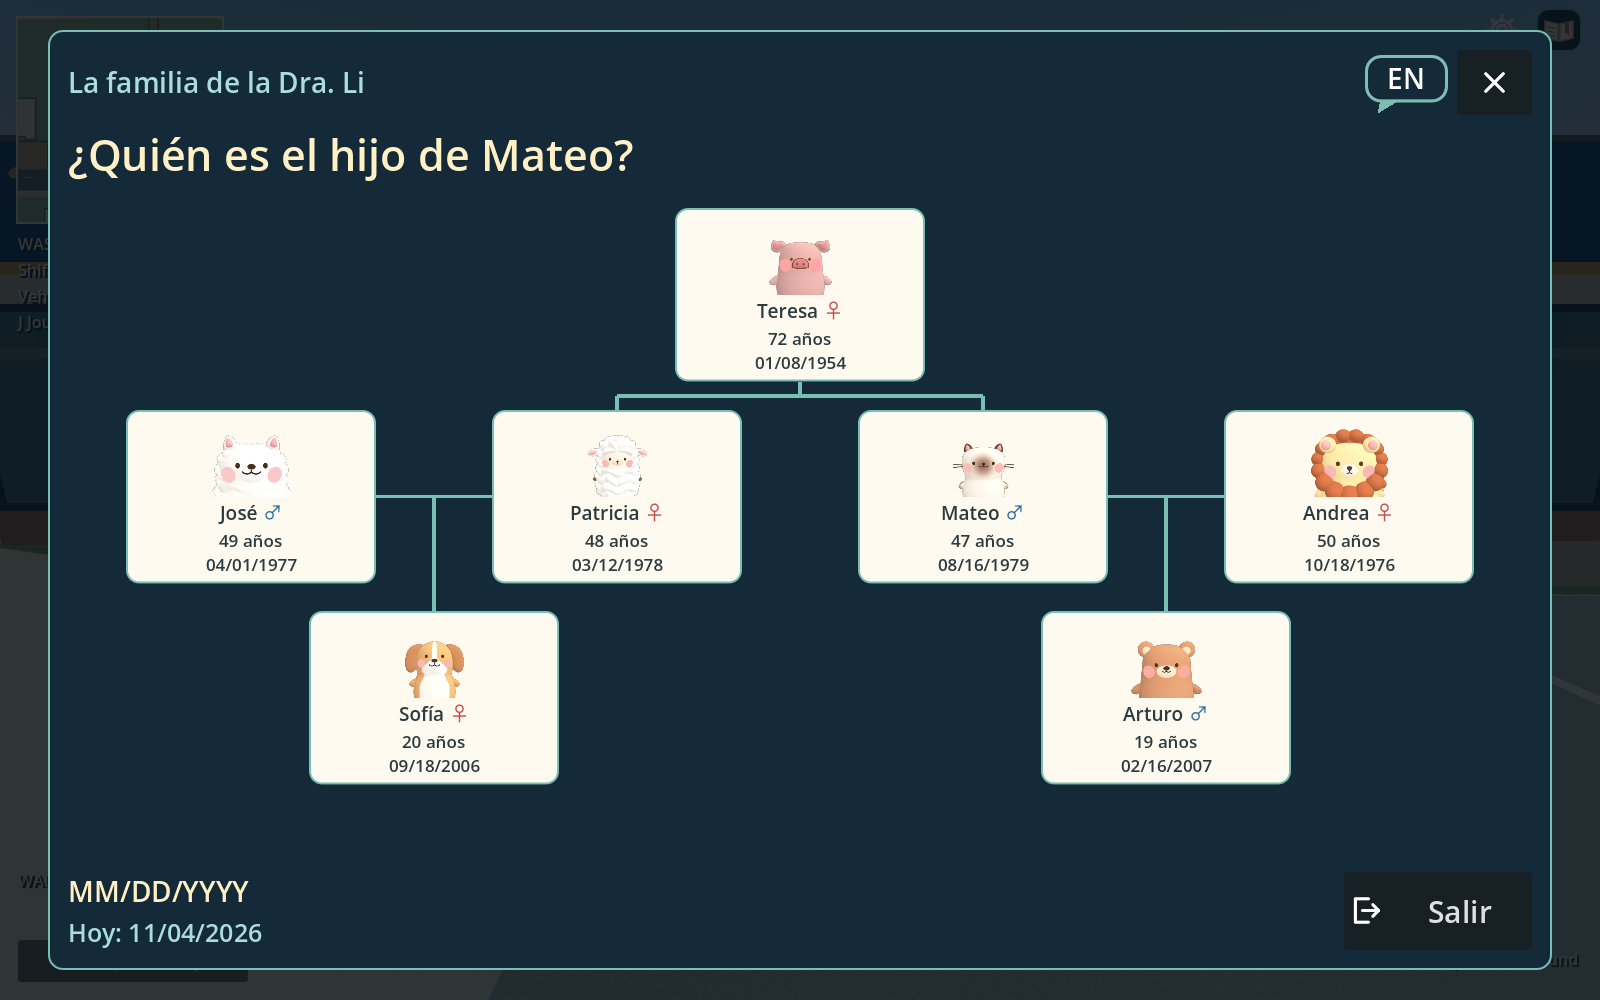 La familia de la Dra. Li
EN
¿Quién es el hijo de Mateo?
Teresa ♀
72 años
01/08/1954
José ♂
49 años
04/01/1977
Patricia ♀
48 años
03/12/1978
Mateo ♂
47 años
08/16/1979
Andrea ♀
50 años
10/18/1976
Sofía ♀
20 años
09/18/2006
Arturo ♂
19 años
02/16/2007
MM/DD/YYYY
Hoy: 11/04/2026
Salir